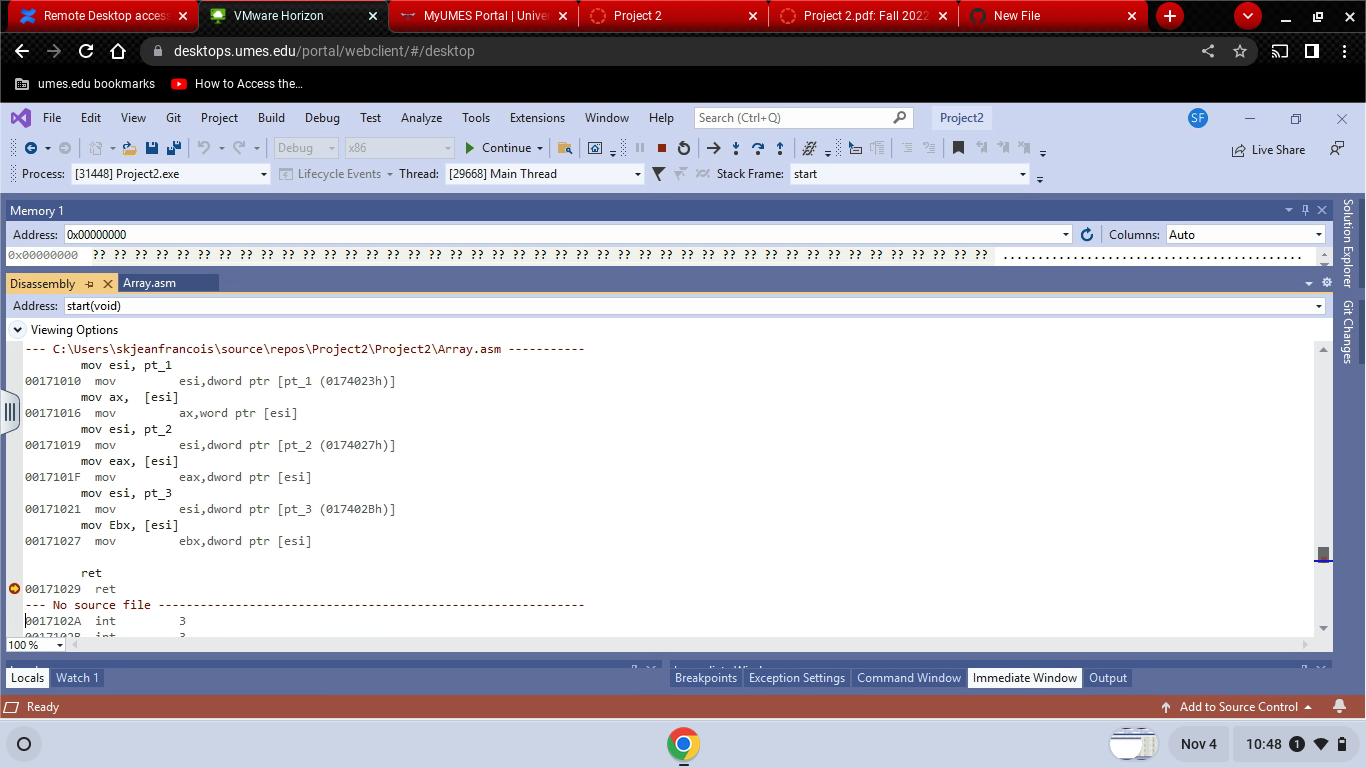 Remote Desktop acces
VMware Horizon
MyUMES Portal | Unive
Project 2
Project 2.pdf: Fall 2022
New File
desktops.umes.edu/portal/webclient/#/desktop
umes.edu bookmarks
How to Access the...
File Edit View Git Project Build Debug Test Analyze Tools Extensions Window Help Search (Ctrl+Q) Project2 SF
Debug x86 Continue Live Share
Process: [31448] Project2.exe Lifecycle Events Thread: [29668] Main Thread Stack Frame: start
Memory 1
Address: 0x00000000 Columns: Auto
0x00000000 ?? ?? ?? ?? ?? ?? ?? ?? ?? ?? ?? ?? ?? ?? ?? ?? ?? ?? ?? ?? ?? ?? ?? ?? ?? ?? ?? ?? ?? ?? ?? ?? ?? ?? ?? ?? ?? ?? ?? ?? ?? ?? ?? ...........................................
Disassembly Array.asm
Address: start(void)
Viewing Options
--- C:\Users\skjeanfrancois\source\repos\Project2\Project2\Array.asm -----------
mov esi, pt_1
00171010 mov esi,dword ptr [pt_1 (0174023h)]
mov ax, [esi]
00171016 mov ax,word ptr [esi]
mov esi, pt_2
00171019 mov esi,dword ptr [pt_2 (0174027h)]
mov eax, [esi]
0017101F mov eax,dword ptr [esi]
mov esi, pt_3
00171021 mov esi,dword ptr [pt_3 (017402Bh)]
mov Ebx, [esi]
00171027 mov ebx,dword ptr [esi]
ret
00171029 ret
--- No source file -------------------------------------------------------------
0017102A int 3
0017102B int 3
100 %
Locals Watch 1 Breakpoints Exception Settings Command Window Immediate Window Output
Ready Add to Source Control
Nov 4 10:48 1
Solution Explorer
Git Changes